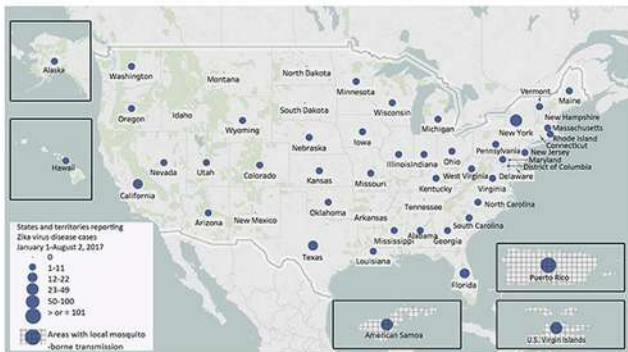 Alaska
Hawaii
Washington
Montana
North Dakota
Minnesota
Vermont
Maine
Oregon
Idaho
South Dakota
Wisconsin
Michigan
New York
New Hampshire
Massachusetts
Rhode Island
Connecticut
Wyoming
Nebraska
Iowa
Pennsylvania
New Jersey
Maryland
District of Columbia
Nevada
Utah
Colorado
Kansas
Missouri
Illinois
Indiana
Ohio
West Virginia
Delaware
Kentucky
Virginia
California
Arizona
New Mexico
Oklahoma
Arkansas
Tennessee
North Carolina
South Carolina
Mississippi
Alabama
Georgia
Texas
Louisiana
Florida
States and territories reporting
Zika virus disease cases
January 1-August 2, 2017
0
1-11
12-22
23-49
50-100
> or = 101
Areas with local mosquito
-borne transmission
American Samoa
Puerto Rico
U.S. Virgin Islands